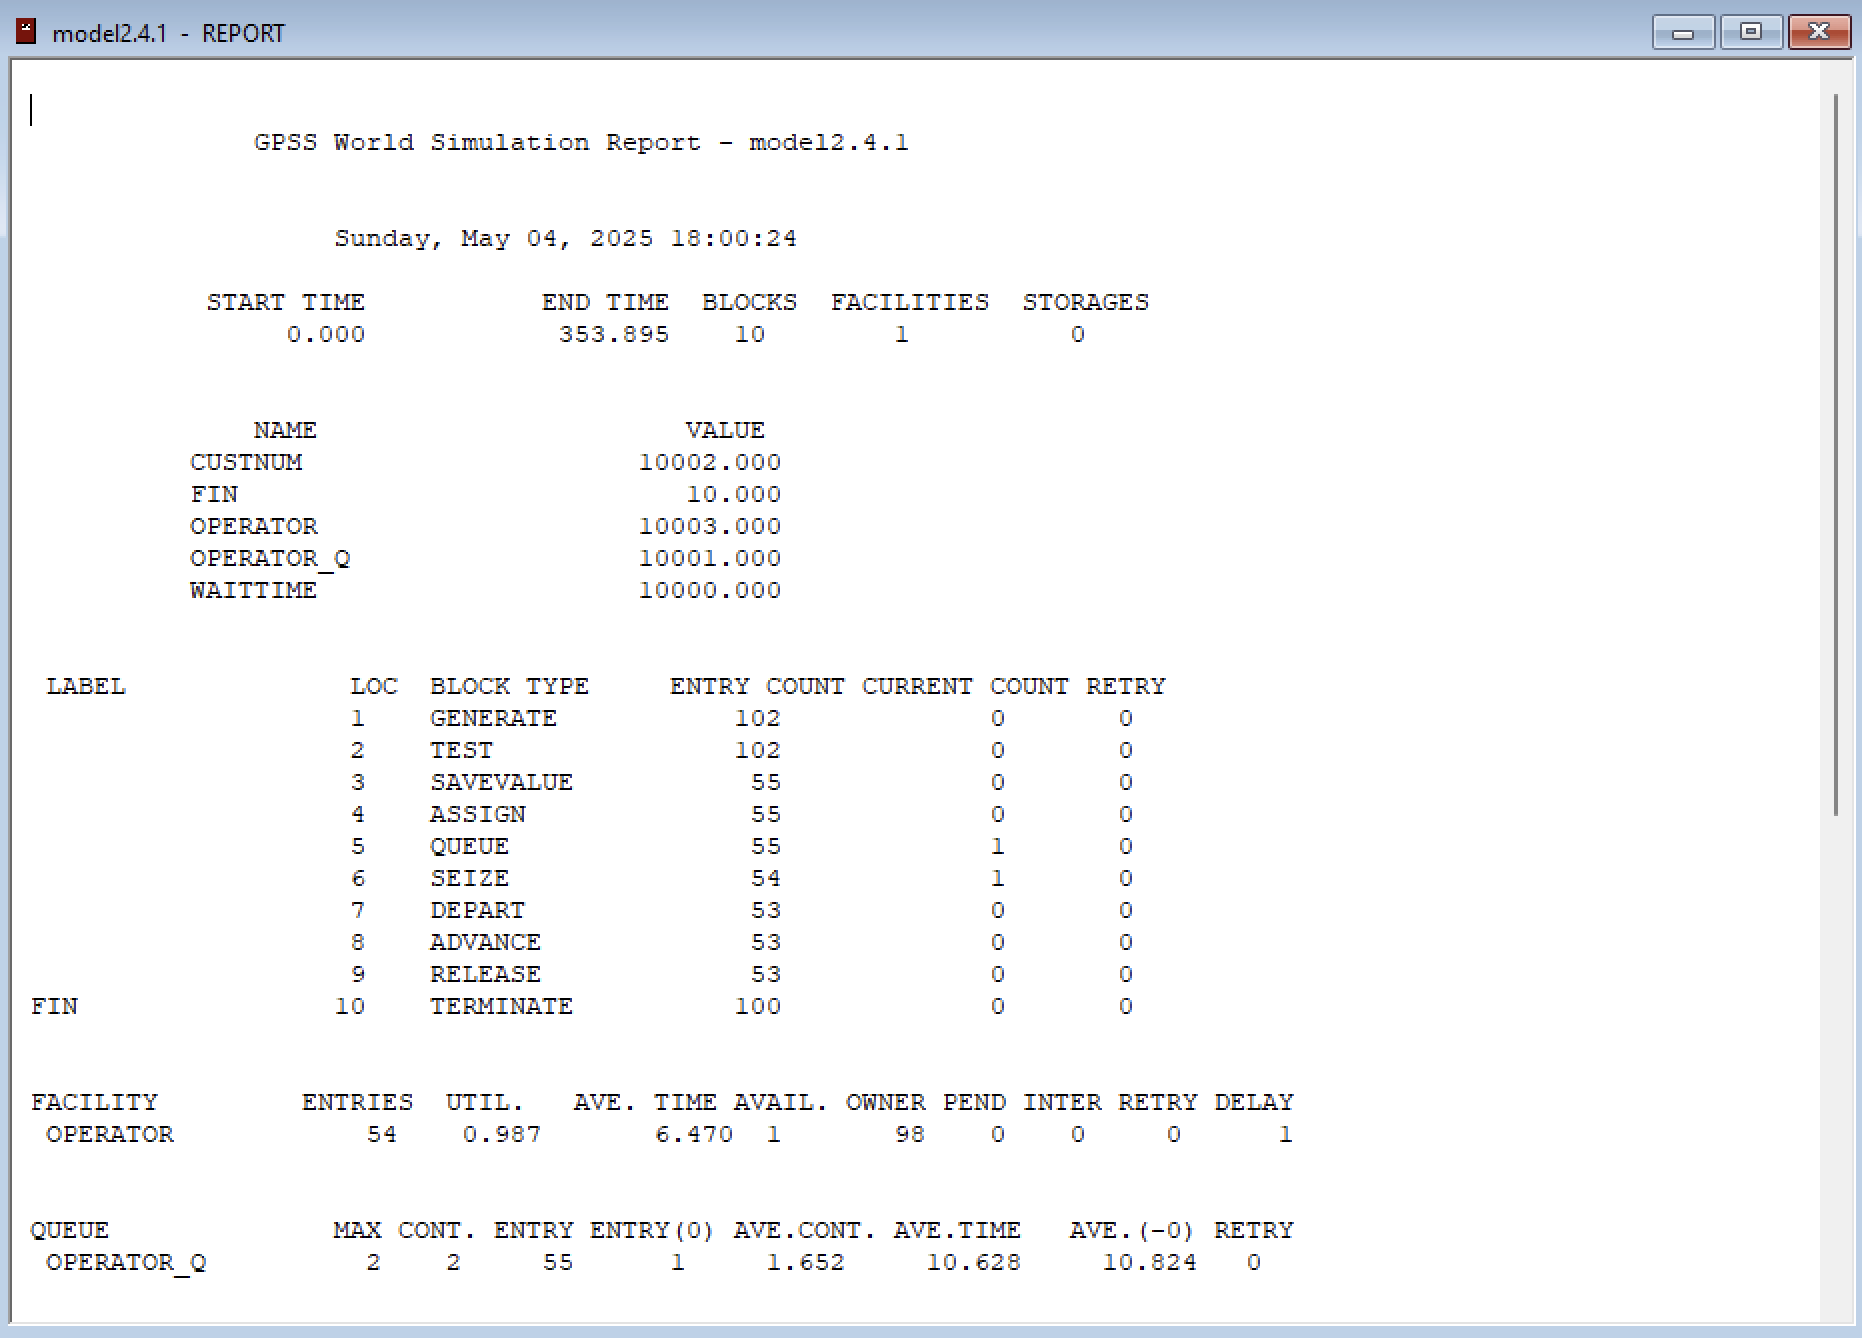 model2.4.1 - REPORT
GPSS World Simulation Report - model2.4.1
Sunday, May 04, 2025 18:00:24
START TIME END TIME BLOCKS FACILITIES STORAGES
0.000 353.895 10 1 0
NAME VALUE
CUSTNUM 10002.000
FIN 10.000
OPERATOR 10003.000
OPERATOR_Q 10001.000
WAITTIME 10000.000
LABEL LOC BLOCK TYPE ENTRY COUNT CURRENT COUNT RETRY
1 GENERATE 102 0 0
2 TEST 102 0 0
3 SAVEVALUE 55 0 0
4 ASSIGN 55 0 0
5 QUEUE 55 1 0
6 SEIZE 54 1 0
7 DEPART 53 0 0
8 ADVANCE 53 0 0
9 RELEASE 53 0 0
FIN 10 TERMINATE 100 0 0
FACILITY ENTRIES UTIL. AVE. TIME AVAIL. OWNER PEND INTER RETRY DELAY
OPERATOR 54 0.987 6.470 1 98 0 0 0 1
QUEUE MAX CONT. ENTRY ENTRY(0) AVE.CONT. AVE.TIME AVE.(-0) RETRY
OPERATOR_Q 2 2 55 1 1.652 10.628 10.824 0